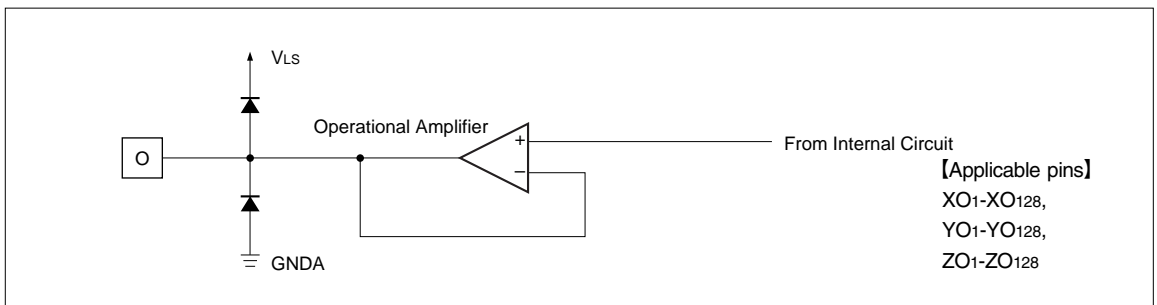 VLS
Operational Amplifier
+
O
From Internal Circuit
−
【Applicable pins】
XO1-XO128,
YO1-YO128,
GNDA
ZO1-ZO128